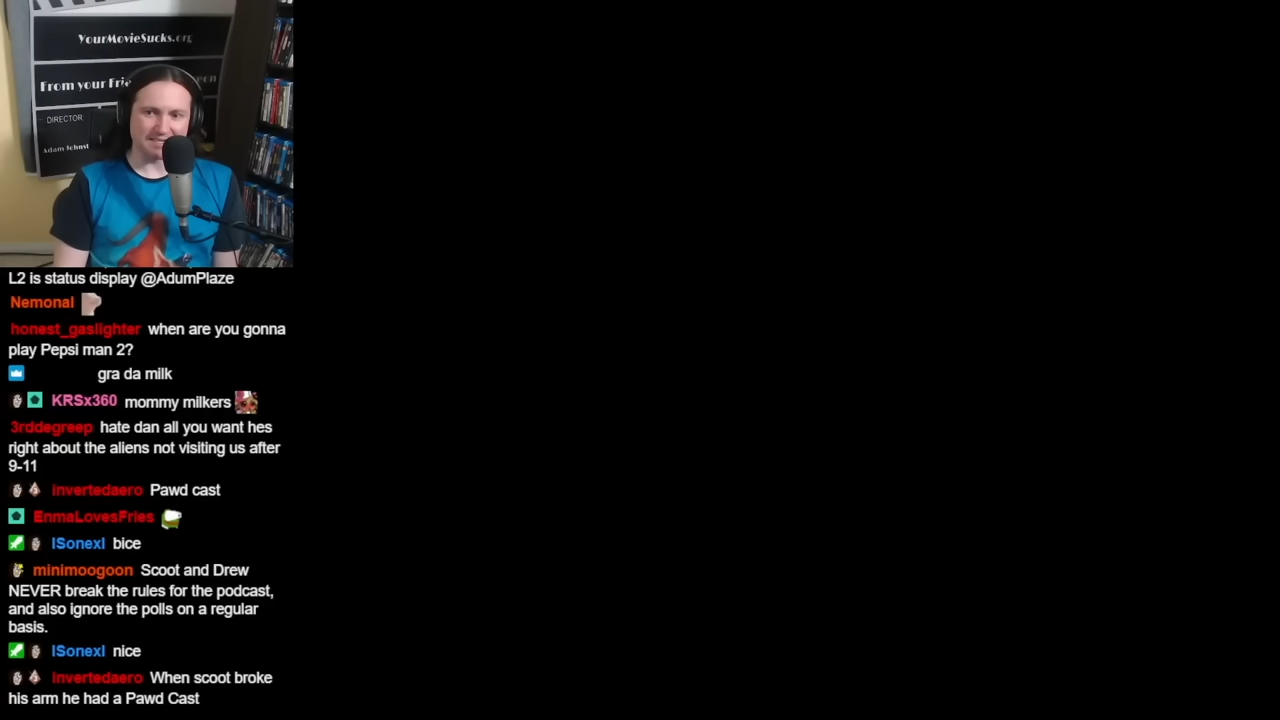 YourMovieSucks.org
From your Frie
DIRECTOR:
Adam Johnst
L2 is status display @AdumPlaze
Nemonal
honest_gaslighter when are you gonna
play Pepsi man 2?
gra da milk
KRSx360 mommy milkers
3rddegreep hate dan all you want hes
right about the aliens not visiting us after
9-11
invertedaero Pawd cast
EnmaLovesFries
ISonexI bice
minimoogoon Scoot and Drew
NEVER break the rules for the podcast,
and also ignore the polls on a regular
basis.
ISonexI nice
invertedaero When scoot broke
his arm he had a Pawd Cast